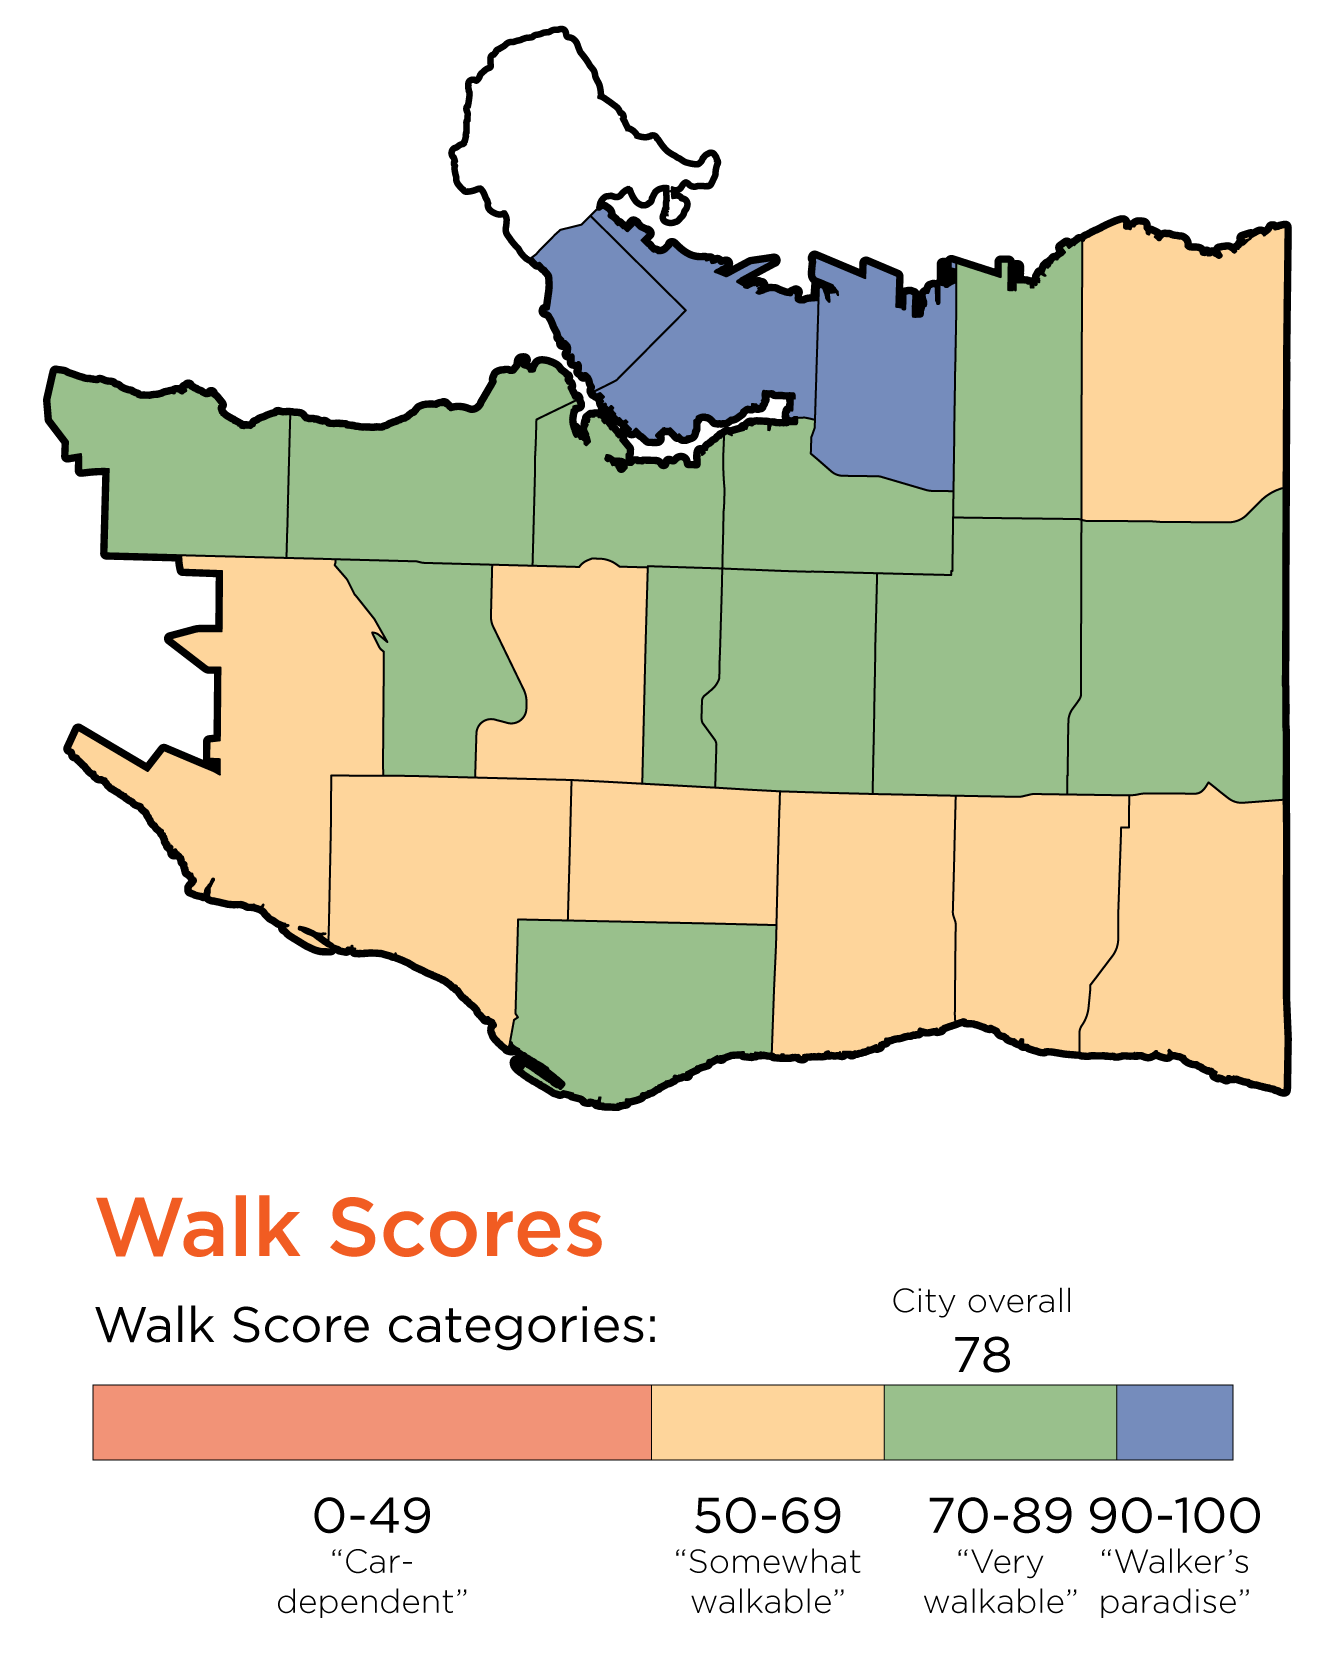 Walk Scores
Walk Score categories:
City overall
78
0-49
“Car-
dependent”
50-69
“Somewhat
walkable”
70-89
“Very
walkable”
90-100
“Walker’s
paradise”